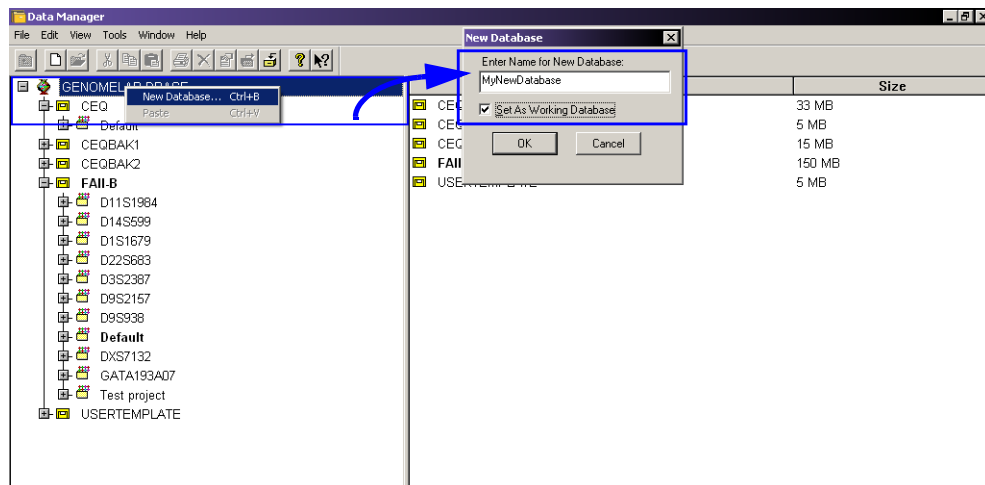 Data Manager
File Edit View Tools Window Help
New Database
Enter Name for New Database:
MyNewDatabase
Set As Working Database
OK Cancel
New Database... Ctrl+B
Paste Ctrl+V
CEQ
Default
CEQBAK1
CEQBAK2
FAII-B
D11S1984
D14S599
D1S1679
D22S683
D3S2387
D9S2157
D9S938
Default
DXS7132
GATA193A07
Test project
USERTEMPLATE
Size
33 MB
5 MB
15 MB
150 MB
5 MB